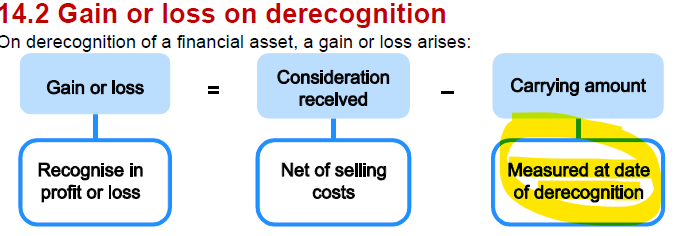 14.2 Gain or loss on derecognition
On derecognition of a financial asset, a gain or loss arises:
Gain or loss
=
Consideration
received
–
Carrying amount
Recognise in
profit or loss
Net of selling
costs
Measured at date
of derecognition